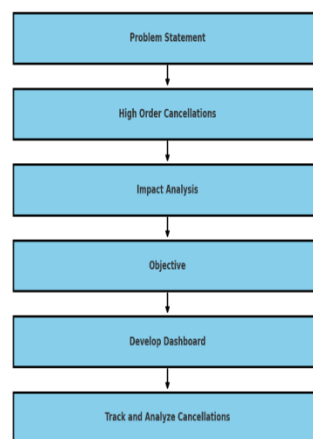 Problem Statement
High Order Cancellations
Impact Analysis
Objective
Develop Dashboard
Track and Analyze Cancellations